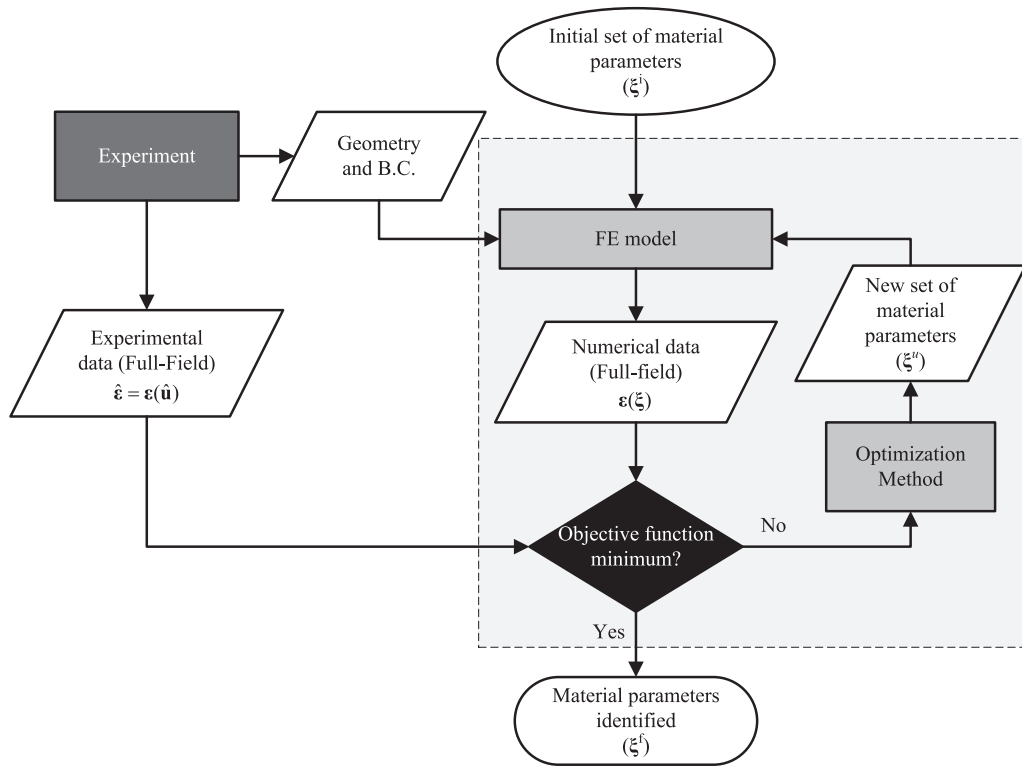 Initial set of material
parameters
(ξⁱ)
Experiment
Geometry
and B.C.
FE model
New set of
material
parameters
(ξᵘ)
Experimental
data (Full-Field)
ε̂ = ε(û)
Numerical data
(Full-field)
ε(ξ)
Optimization
Method
Objective function
minimum?
No
Yes
Material parameters
identified
(ξᶠ)